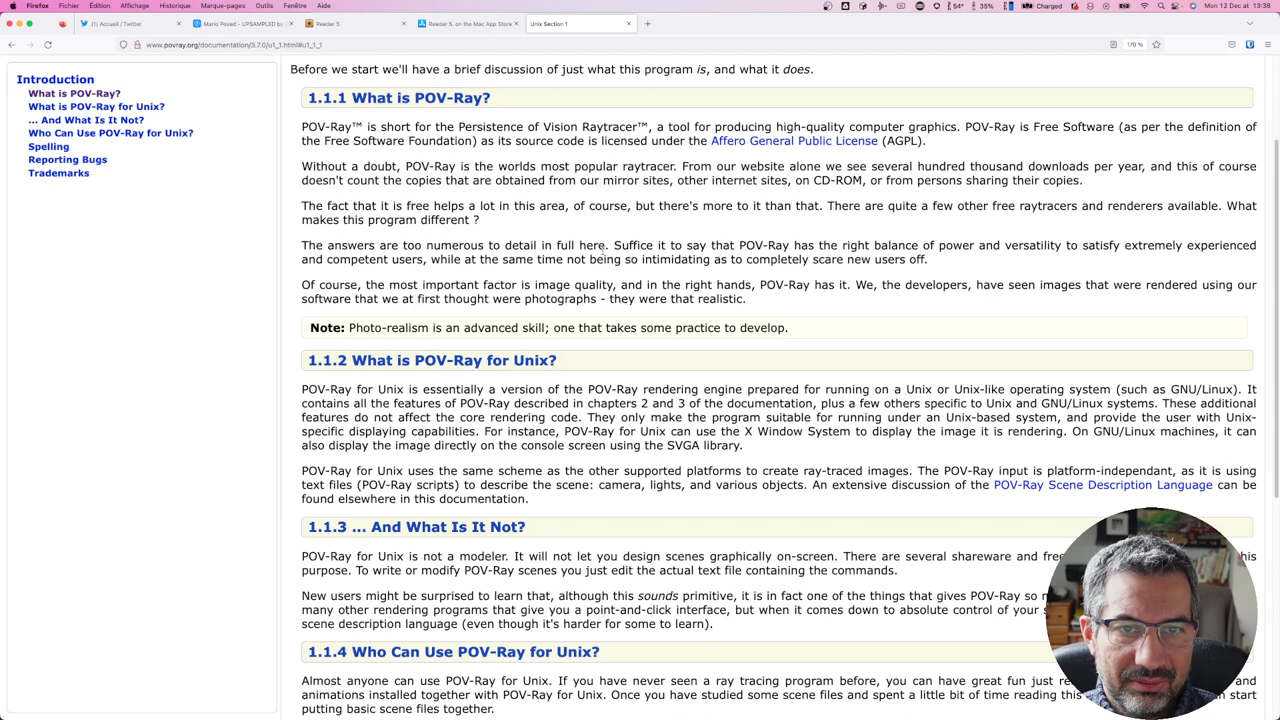 Firefox Fichier Édition Affichage Historique Marque-pages Outils Fenêtre Aide 54° 35% Charged Mon 12 Dec at 13:38
(1) Accueil / Twitter Mario Posed – UPSAMPLED by Reeder 5 Reeder 5. on the Mac App Store Unix Section 1
www.povray.org/documentation/3.7.0/u1_1.html#u1_1_1 170 %
Introduction
What is POV-Ray?
What is POV-Ray for Unix?
... And What Is It Not?
Who Can Use POV-Ray for Unix?
Spelling
Reporting Bugs
Trademarks
Before we start we'll have a brief discussion of just what this program is, and what it does.
1.1.1 What is POV-Ray?
POV-Ray™ is short for the Persistence of Vision Raytracer™, a tool for producing high-quality computer graphics. POV-Ray is Free Software (as per the definition of
the Free Software Foundation) as its source code is licensed under the Affero General Public License (AGPL).
Without a doubt, POV-Ray is the worlds most popular raytracer. From our website alone we see several hundred thousand downloads per year, and this of course
doesn't count the copies that are obtained from our mirror sites, other internet sites, on CD-ROM, or from persons sharing their copies.
The fact that it is free helps a lot in this area, of course, but there's more to it than that. There are quite a few other free raytracers and renderers available. What
makes this program different ?
The answers are too numerous to detail in full here. Suffice it to say that POV-Ray has the right balance of power and versatility to satisfy extremely experienced
and competent users, while at the same time not being so intimidating as to completely scare new users off.
Of course, the most important factor is image quality, and in the right hands, POV-Ray has it. We, the developers, have seen images that were rendered using our
software that we at first thought were photographs - they were that realistic.
Note: Photo-realism is an advanced skill; one that takes some practice to develop.
1.1.2 What is POV-Ray for Unix?
POV-Ray for Unix is essentially a version of the POV-Ray rendering engine prepared for running on a Unix or Unix-like operating system (such as GNU/Linux). It
contains all the features of POV-Ray described in chapters 2 and 3 of the documentation, plus a few others specific to Unix and GNU/Linux systems. These additional
features do not affect the core rendering code. They only make the program suitable for running under an Unix-based system, and provide the user with Unix-
specific displaying capabilities. For instance, POV-Ray for Unix can use the X Window System to display the image it is rendering. On GNU/Linux machines, it can
also display the image directly on the console screen using the SVGA library.
POV-Ray for Unix uses the same scheme as the other supported platforms to create ray-traced images. The POV-Ray input is platform-independant, as it is using
text files (POV-Ray scripts) to describe the scene: camera, lights, and various objects. An extensive discussion of the POV-Ray Scene Description Language can be
found elsewhere in this documentation.
1.1.3 ... And What Is It Not?
POV-Ray for Unix is not a modeler. It will not let you design scenes graphically on-screen. There are several shareware and
purpose. To write or modify POV-Ray scenes you just edit the actual text file containing the commands.
New users might be surprised to learn that, although this sounds primitive, it is in fact one of the things that gives POV-Ray so
many other rendering programs that give you a point-and-click interface, but when it comes down to absolute control of your
scene description language (even though it's harder for some to learn).
1.1.4 Who Can Use POV-Ray for Unix?
Almost anyone can use POV-Ray for Unix. If you have never seen a ray tracing program before, you can have great fun just and
animations installed together with POV-Ray for Unix. Once you have studied some scene files and spent a little bit of time reading this start
putting basic scene files together.